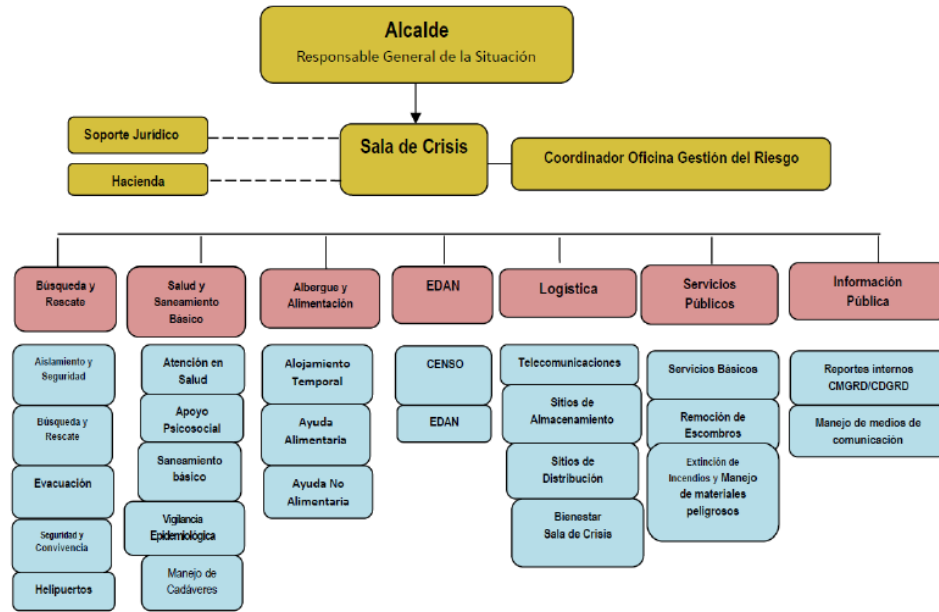 Alcalde
Responsable General de la Situación
Soporte Jurídico
Sala de Crisis
Coordinador Oficina Gestión del Riesgo
Hacienda
Búsqueda y
Rescate
Aislamiento y
Seguridad
Búsqueda y
Rescate
Evacuación
Seguridad y
Convivencia
Helipuertos
Salud y
Saneamiento
Básico
Atención en
Salud
Apoyo
Psicosocial
Saneamiento
básico
Vigilancia
Epidemiológica
Manejo de
Cadáveres
Albergue y
Alimentación
Alojamiento
Temporal
Ayuda
Alimentaria
Ayuda No
Alimentaria
EDAN
CENSO
EDAN
Logística
Telecomunicaciones
Sitios de
Almacenamiento
Sitios de
Distribución
Bienestar
Sala de Crisis
Servicios
Públicos
Servicios Básicos
Remoción de
Escombros
Extinción de
Incendios y Manejo
de materiales
peligrosos
Información
Pública
Reportes internos
CMGRD/CDGRD
Manejo de medios de
comunicación